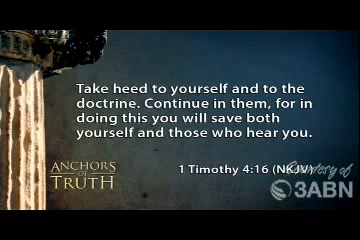 Take heed to yourself and to the
doctrine. Continue in them, for in
doing this you will save both
yourself and those who hear you.
ANCHORS
OF
TRUTH
1 Timothy 4:16 (NKJV)
Courtesy of
3ABN